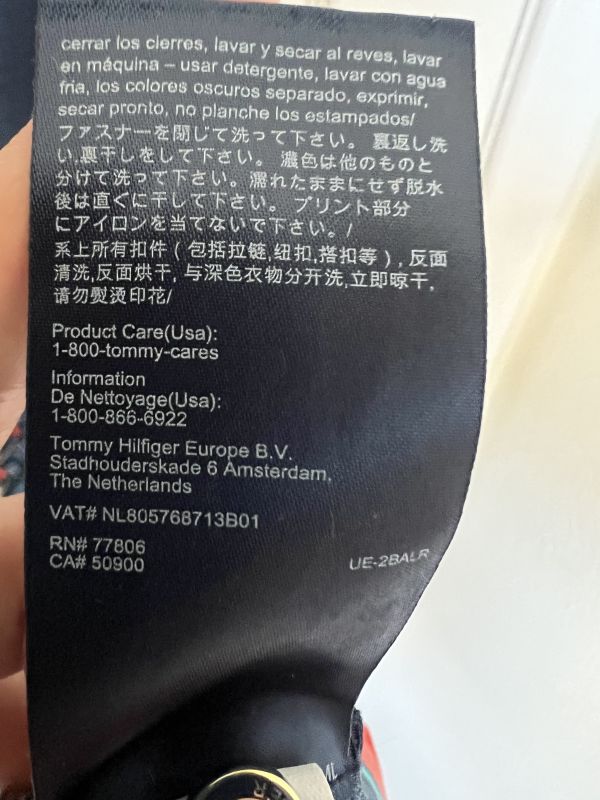 cerrar los cierres, lavar y secar al reves, lavar
en máquina – usar detergente, lavar con agua
fria, los colores oscuros separado, exprimir,
secar pronto, no planche los estampados/
ファスナーを閉じて洗って下さい。 裏返し洗
い,裏干しをして下さい。 濃色は他のものと
分けて洗って下さい。濡れたままにせず脱水
後は直ぐに干して下さい。 プリント部分
にアイロンを当てないで下さい。/
系上所有扣件（包括拉链,纽扣,搭扣等）, 反面
清洗,反面烘干, 与深色衣物分开洗,立即晾干,
请勿熨烫印花/
Product Care(Usa):
1-800-tommy-cares
Information
De Nettoyage(Usa):
1-800-866-6922
Tommy Hilfiger Europe B.V.
Stadhouderskade 6 Amsterdam,
The Netherlands
VAT# NL805768713B01
RN# 77806
CA# 50900
UE-2BALR